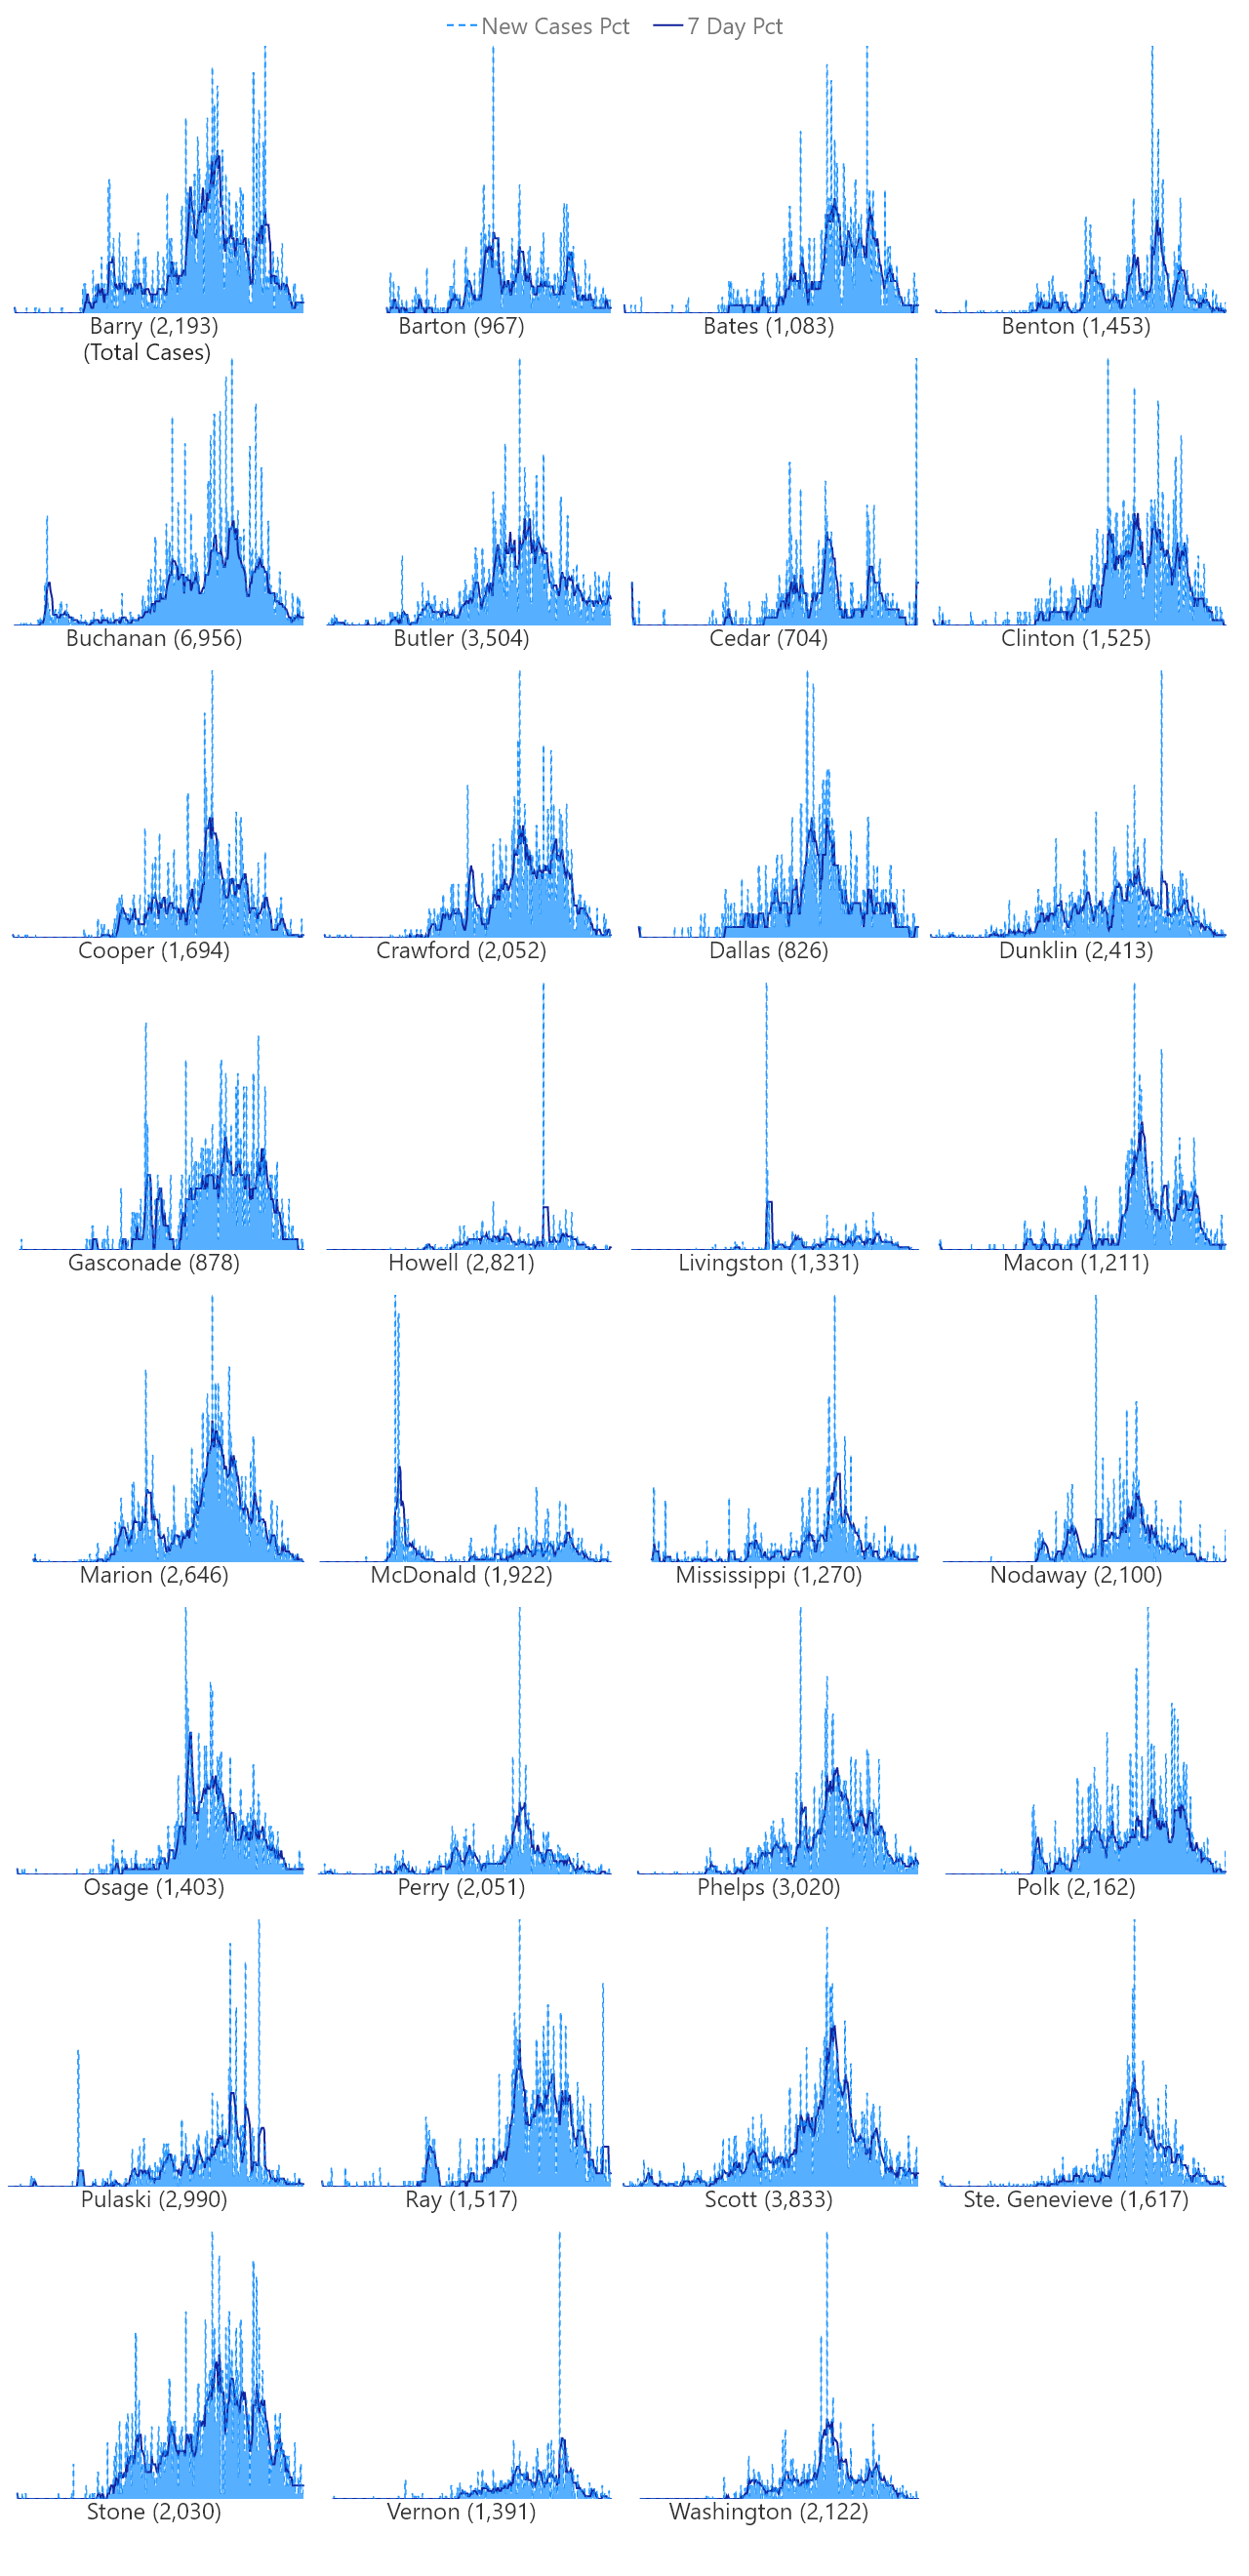 New Cases Pct 7 Day Pct
Barry (2,193) Barton (967) Bates (1,083) Benton (1,453)
(Total Cases)
Buchanan (6,956) Butler (3,504) Cedar (704) Clinton (1,525)
Cooper (1,694) Crawford (2,052) Dallas (826) Dunklin (2,413)
Gasconade (878) Howell (2,821) Livingston (1,331) Macon (1,211)
Marion (2,646) McDonald (1,922) Mississippi (1,270) Nodaway (2,100)
Osage (1,403) Perry (2,051) Phelps (3,020) Polk (2,162)
Pulaski (2,990) Ray (1,517) Scott (3,833) Ste. Genevieve (1,617)
Stone (2,030) Vernon (1,391) Washington (2,122)